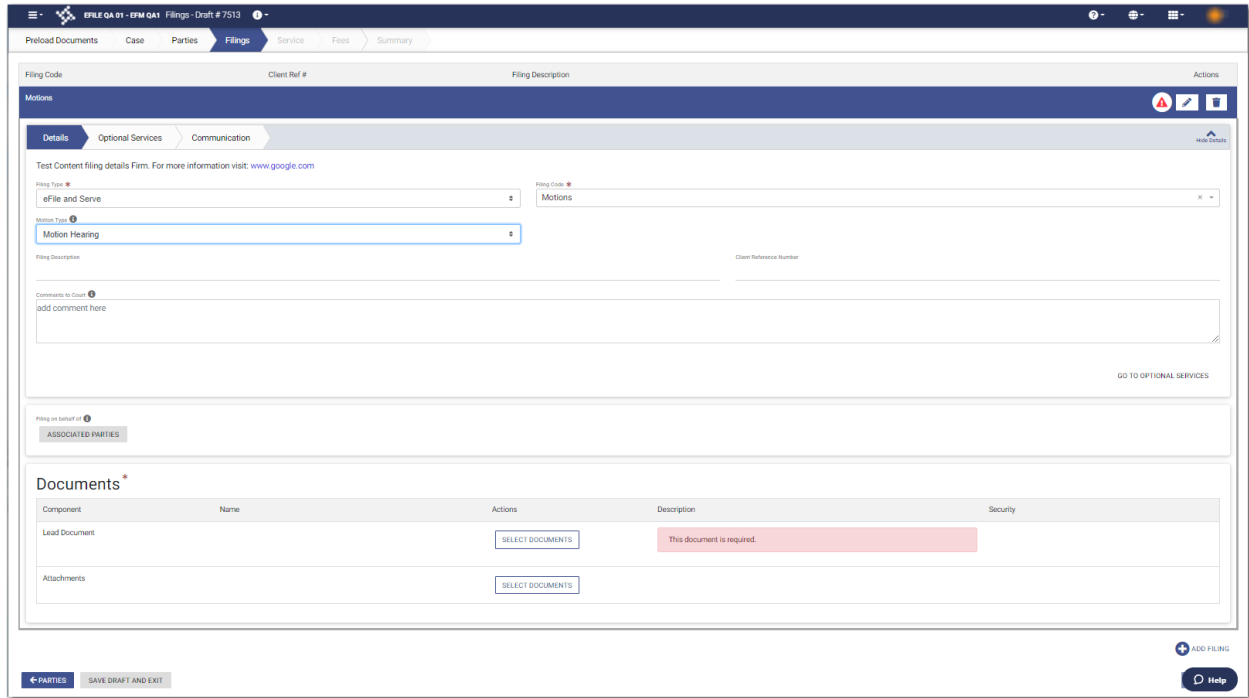 EFILE QA 01 - EFM QA1 Filings - Draft # 7513
Preload Documents Case Parties Filings Service Fees Summary
Filing Code Client Ref # Filing Description Actions
Motions
Details Optional Services Communication
Hide Details
Test Content filing details Firm. For more information visit: www.google.com
Filing Type * Filing Code *
eFile and Serve Motions
Motion Type
Motion Hearing
Filing Description Client Reference Number
Comments to Court
add comment here
GO TO OPTIONAL SERVICES
Filing on behalf of
ASSOCIATED PARTIES
Documents*
Component Name Actions Description Security
Lead Document SELECT DOCUMENTS This document is required.
Attachments SELECT DOCUMENTS
ADD FILING
PARTIES SAVE DRAFT AND EXIT Help